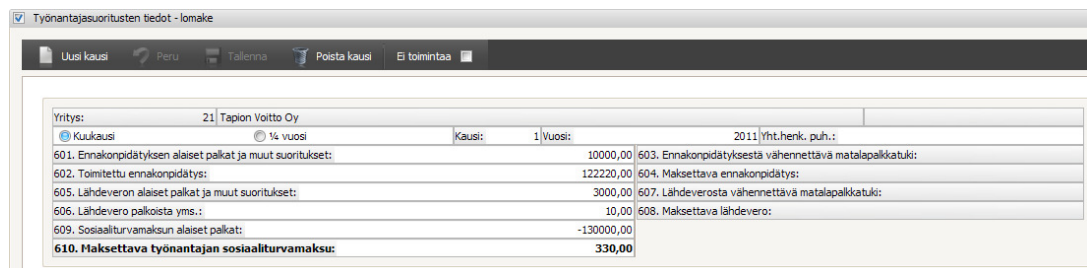 Työnantajasuoritusten tiedot - lomake
Uusi kausi Peru Tallenna Poista kausi Ei toimintaa
Yritys: 21 Tapion Voitto Oy
Kuukausi ¼ vuosi Kausi: 1 Vuosi: 2011 Yht.henk. puh.:
601. Ennakonpidätyksen alaiset palkat ja muut suoritukset: 10000,00 603. Ennakonpidätyksestä vähennettävä matalapalkkatuki:
602. Toimitettu ennakonpidätys: 122220,00 604. Maksettava ennakonpidätys:
605. Lähdeveron alaiset palkat ja muut suoritukset: 3000,00 607. Lähdeverosta vähennettävä matalapalkkatuki:
606. Lähdevero palkoista yms.: 10,00 608. Maksettava lähdevero:
609. Sosiaaliturvamaksun alaiset palkat: -130000,00
610. Maksettava työnantajan sosiaaliturvamaksu: 330,00